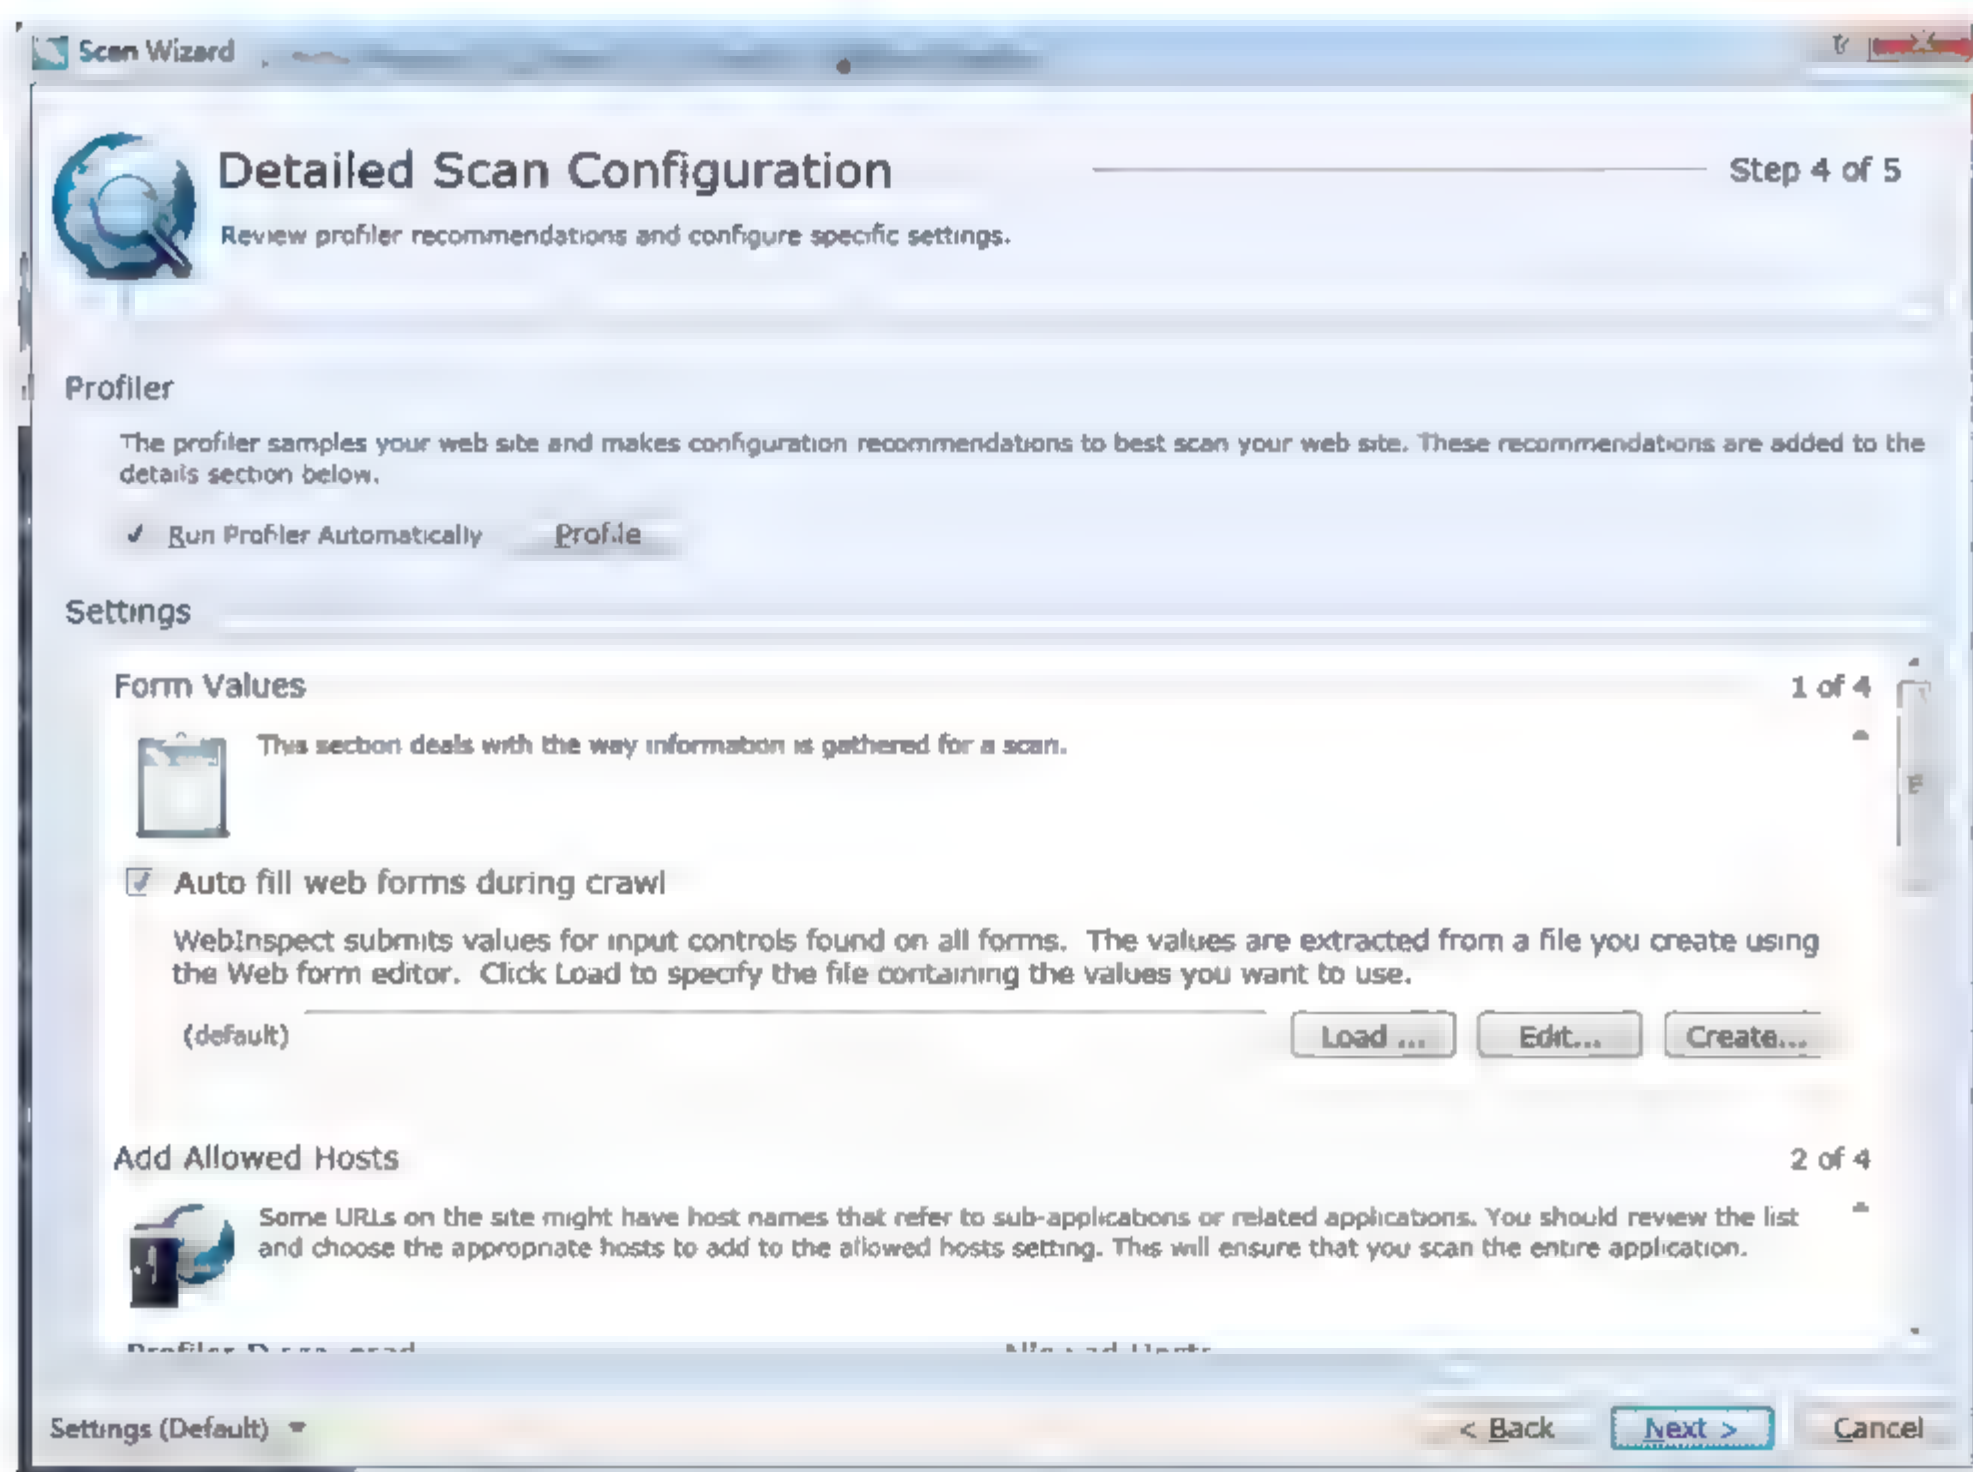 Scan Wizard
Detailed Scan Configuration
Step 4 of 5
Review profiler recommendations and configure specific settings.
Profiler
The profiler samples your web site and makes configuration recommendations to best scan your web site. These recommendations are added to the
details section below.
Run Profiler Automatically
Profile
Settings
Form Values
1 of 4
This section deals with the way information is gathered for a scan.
Auto fill web forms during crawl
WebInspect submits values for input controls found on all forms. The values are extracted from a file you create using
the Web form editor. Click Load to specify the file containing the values you want to use.
(default)
Load ...
Edit...
Create...
Add Allowed Hosts
2 of 4
Some URLs on the site might have host names that refer to sub-applications or related applications. You should review the list
and choose the appropriate hosts to add to the allowed hosts setting. This will ensure that you scan the entire application.
Settings (Default)
< Back
Next >
Cancel